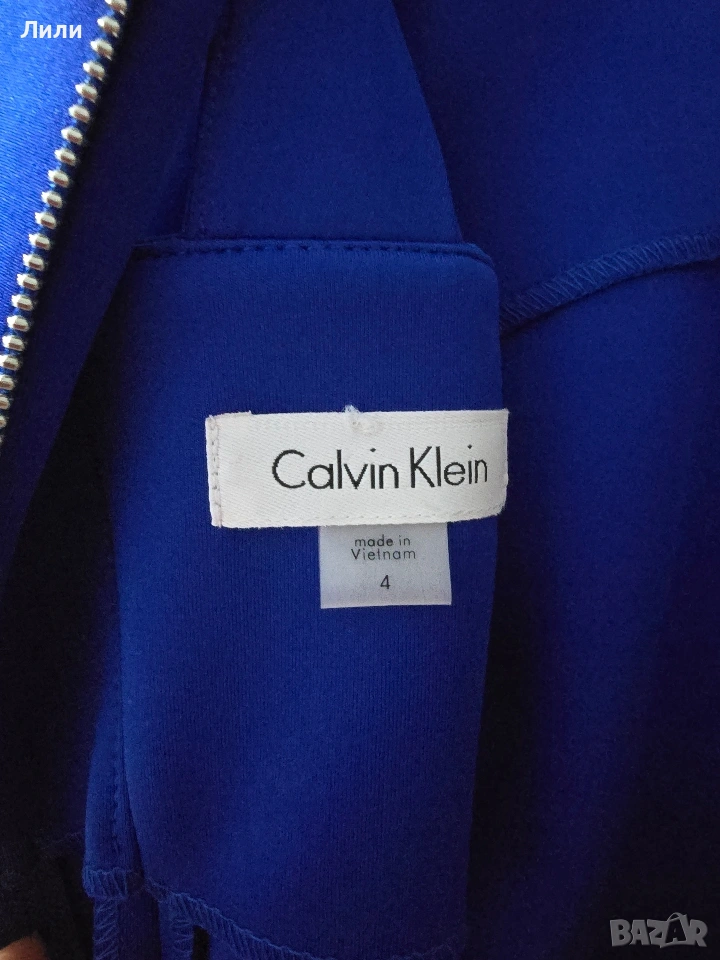 Лили
Calvin Klein
made in
Vietnam
4
BAZAR